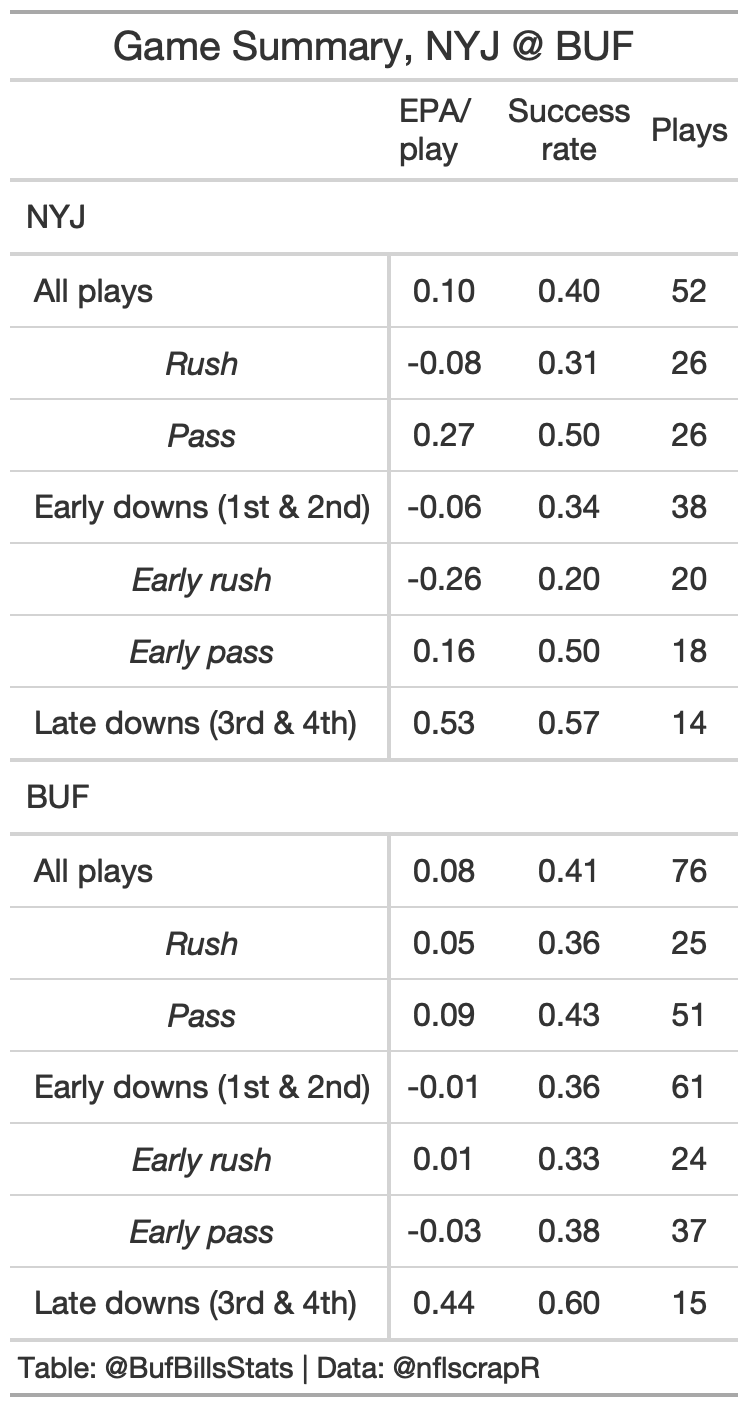 Game Summary, NYJ @ BUF
EPA/ play Success rate Plays
NYJ
All plays 0.10 0.40 52
Rush -0.08 0.31 26
Pass 0.27 0.50 26
Early downs (1st & 2nd) -0.06 0.34 38
Early rush -0.26 0.20 20
Early pass 0.16 0.50 18
Late downs (3rd & 4th) 0.53 0.57 14
BUF
All plays 0.08 0.41 76
Rush 0.05 0.36 25
Pass 0.09 0.43 51
Early downs (1st & 2nd) -0.01 0.36 61
Early rush 0.01 0.33 24
Early pass -0.03 0.38 37
Late downs (3rd & 4th) 0.44 0.60 15
Table: @BufBillsStats | Data: @nflscrapR